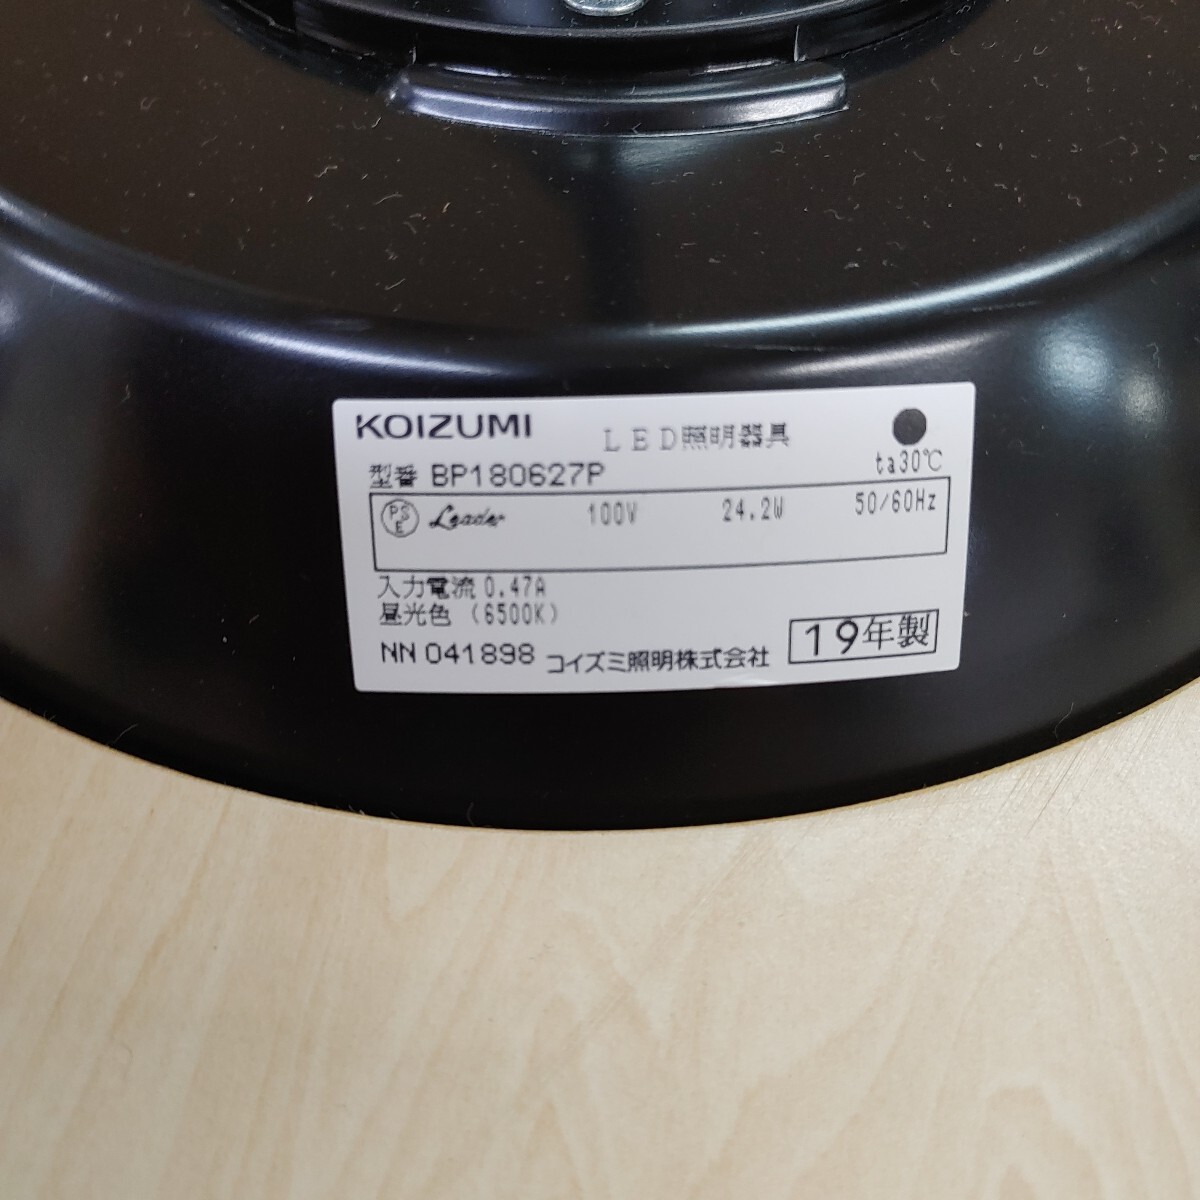 KOIZUMI LED照明器具
ta30℃
型番 BP180627P
PSE Leader 100V 24.2W 50/60Hz
入力電流 0.47A
昼光色 (6500K)
NN 041898 コイズミ照明株式会社 19年製